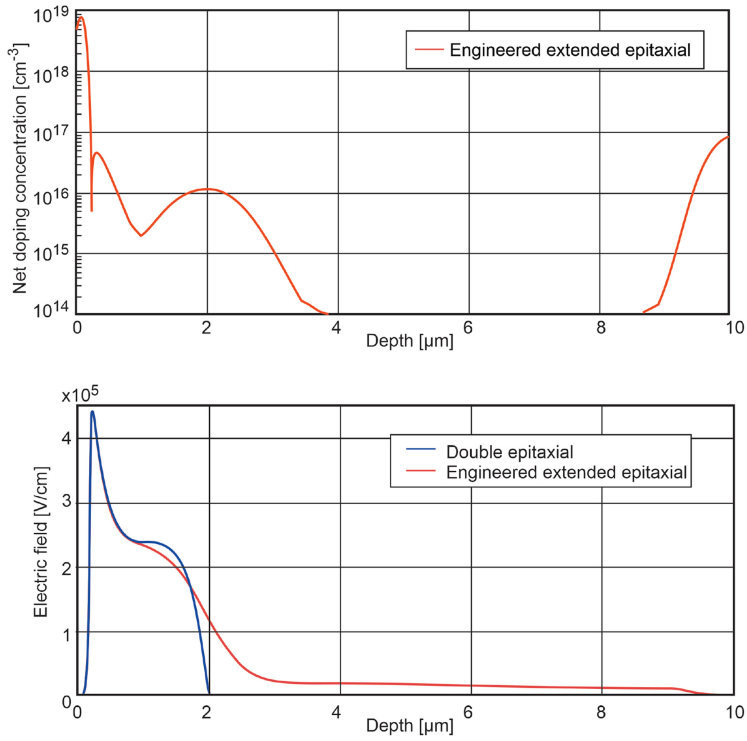 10¹⁹
10¹⁸
10¹⁷
10¹⁶
10¹⁵
10¹⁴
Net doping concentration [cm⁻³]
Engineered extended epitaxial
0 2 4 6 8 10
Depth [µm]
x10⁵
4
3
2
1
0
Electric field [V/cm]
Double epitaxial
Engineered extended epitaxial
0 2 4 6 8 10
Depth [µm]